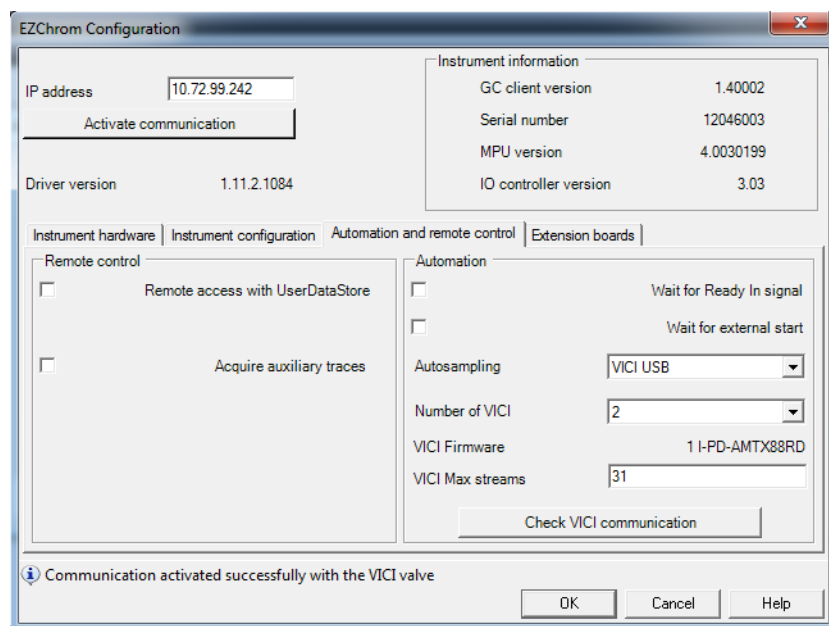 EZChrom Configuration
IP address 10.72.99.242
Activate communication
Driver version 1.11.2.1084
Instrument information
GC client version 1.40002
Serial number 12046003
MPU version 4.0030199
IO controller version 3.03
Instrument hardware Instrument configuration Automation and remote control Extension boards
Remote control
Remote access with UserDataStore
Acquire auxiliary traces
Automation
Wait for Ready In signal
Wait for external start
Autosampling VICI USB
Number of VICI 2
VICI Firmware 1 I-PD-AMTX88RD
VICI Max streams 31
Check VICI communication
Communication activated successfully with the VICI valve
OK Cancel Help